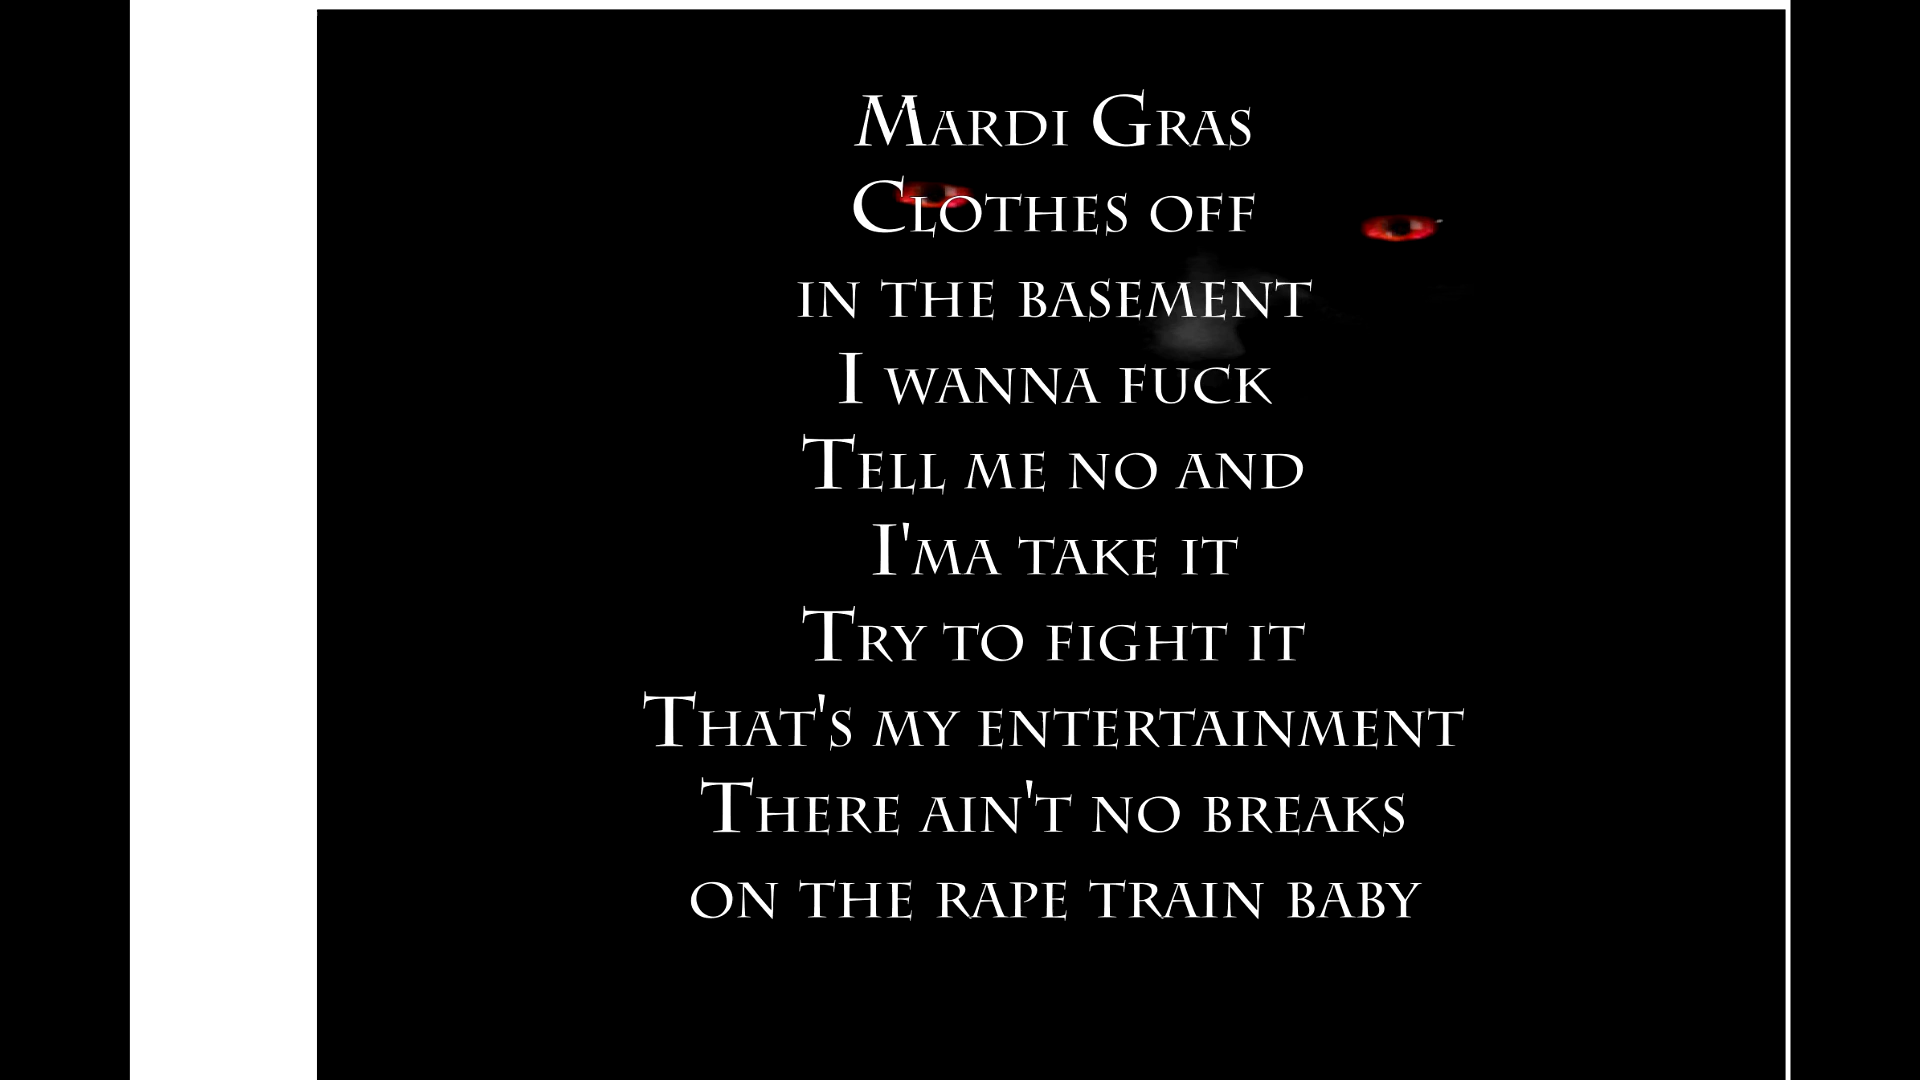 Mardi Gras
Clothes off
in the basement
I wanna fuck
Tell me no and
I'ma take it
Try to fight it
That's my entertainment
There ain't no breaks
on the rape train baby